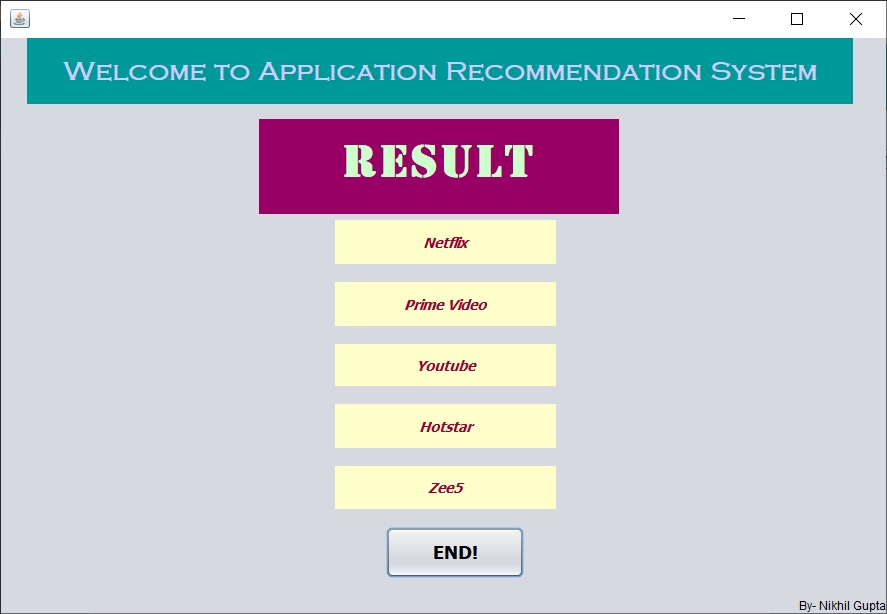 Welcome to Application Recommendation System
RESULT
Netflix
Prime Video
Youtube
Hotstar
Zee5
END!
By- Nikhil Gupta